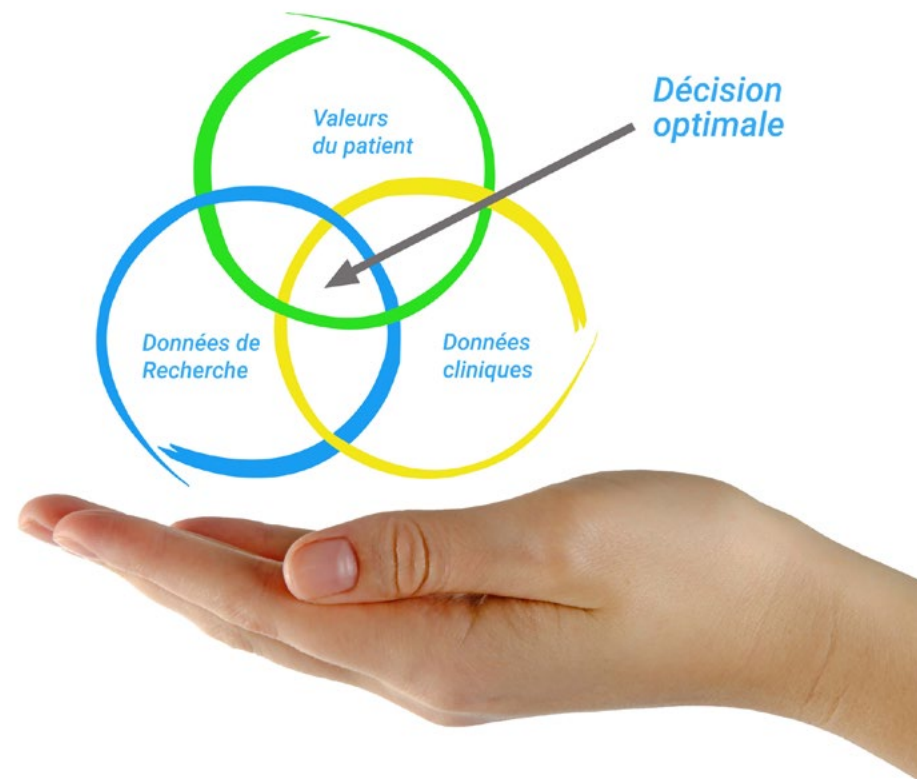 Valeurs
du patient
Décision
optimale
Données de
Recherche
Données
cliniques